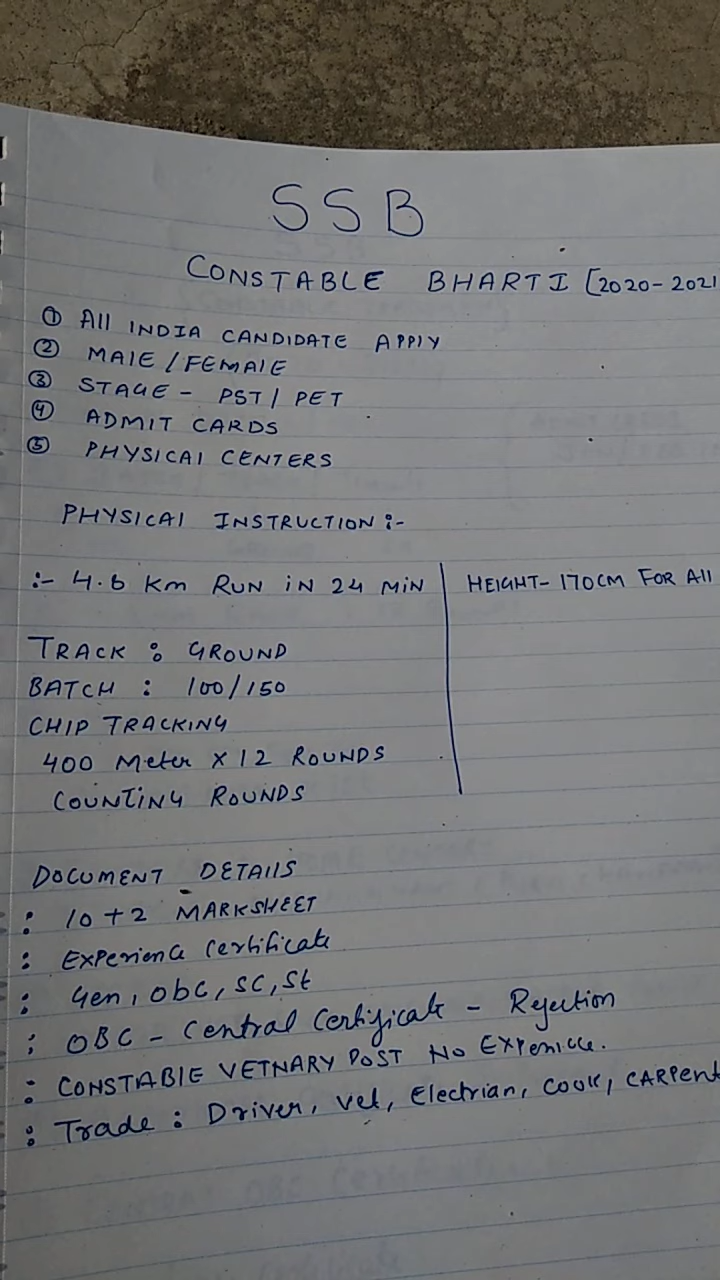 SSB
CONSTABLE BHARTI [2020-2021
① All INDIA CANDIDATE APPLY
② MALE / FEMALE
③ STAGE - PST / PET
④ ADMIT CARDS
⑤ PHYSICAL CENTERS
PHYSICAL INSTRUCTION :-
:- 4.6 Km RUN IN 24 MIN
HEIGHT- 170 CM FOR All
TRACK : GROUND
BATCH : 100/150
CHIP TRACKING
400 Meter X 12 ROUNDS
COUNTING ROUNDS
DOCUMENT DETAILS
: 10 + 2 MARKSHEET
: Experience Certificate
: Gen, obc, SC, St
: OBC - Central Certificate - Rejection
: CONSTABLE VETNARY POST NO EXPENICE.
: Trade : Driver, vet, Electrian, Cook, CARPENT